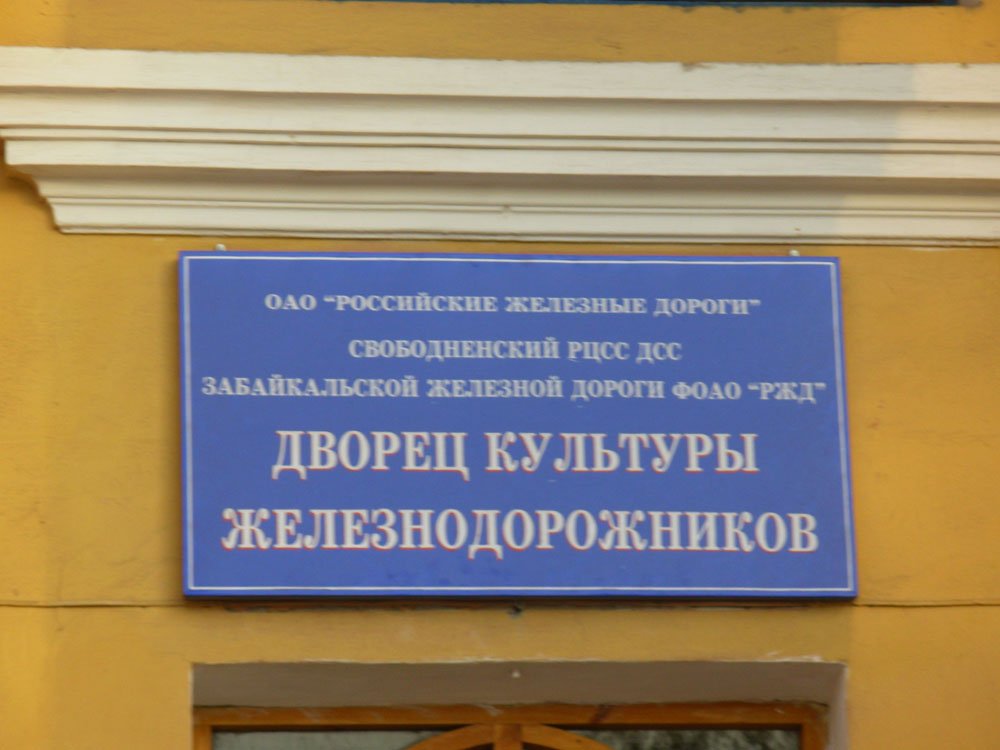 ОАО “РОССИЙСКИЕ ЖЕЛЕЗНЫЕ ДОРОГИ”
СВОБОДНЕНСКИЙ РЦСС ДСС
ЗАБАЙКАЛЬСКОЙ ЖЕЛЕЗНОЙ ДОРОГИ ФОАО “РЖД”
ДВОРЕЦ КУЛЬТУРЫ
ЖЕЛЕЗНОДОРОЖНИКОВ